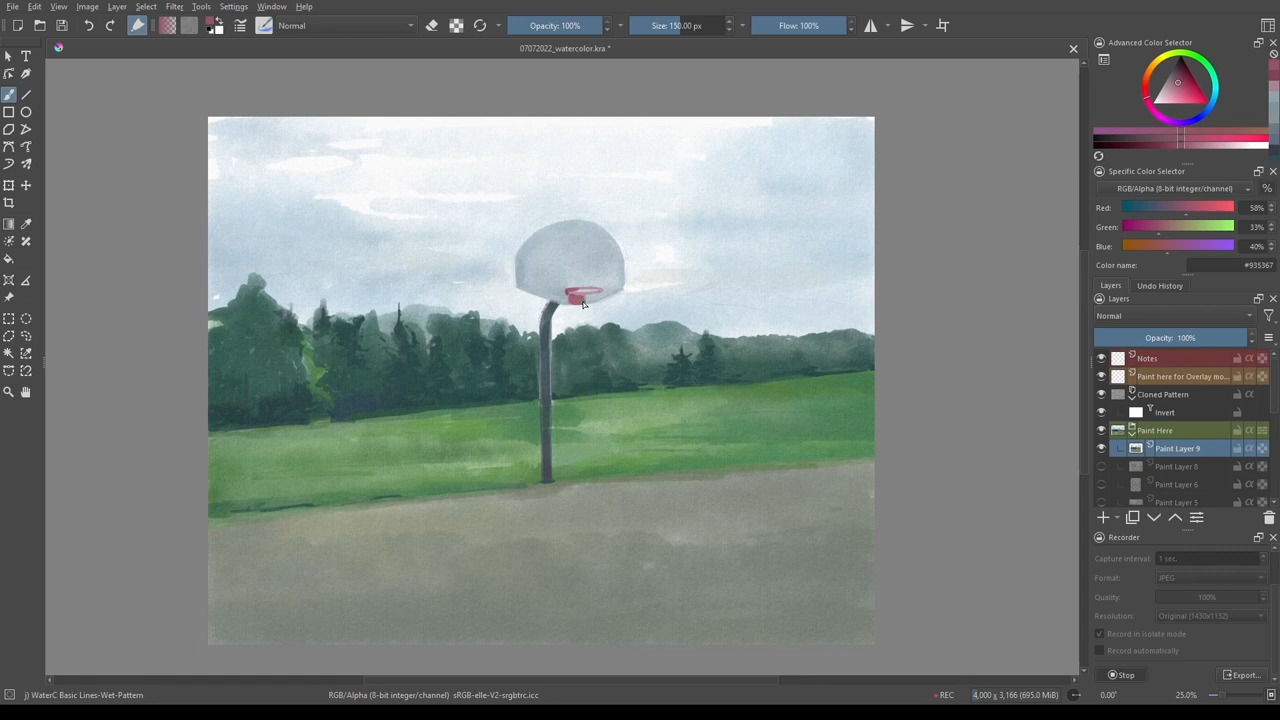 File Edit View Image Layer Select Filter Tools Settings Window Help
Normal Opacity: 100% Size: 150.00 px Flow: 100%
07072022_watercolor.kra *
Advanced Color Selector
Specific Color Selector
RGB/Alpha (8-bit integer/channel) %
Red: 58%
Green: 33%
Blue: 40%
Color name: #935367
Layers Undo History
Layers
Normal
Opacity: 100%
Notes
Paint here for Overlay mo...
Cloned Pattern
Invert
Paint Here
Paint Layer 9
Paint Layer 8
Paint Layer 6
Paint Layer 5
Recorder
Capture interval: 1 sec.
Format: JPEG
Quality: 100%
Resolution: Original (1430x1132)
Record in isolate mode
Record automatically
Stop Export...
j) WaterC Basic Lines-Wet-Pattern RGB/Alpha (8-bit integer/channel) sRGB-elle-V2-srgbtrc.icc REC 4,000 x 3,166 (695.0 MiB) 0.00° 25.0%